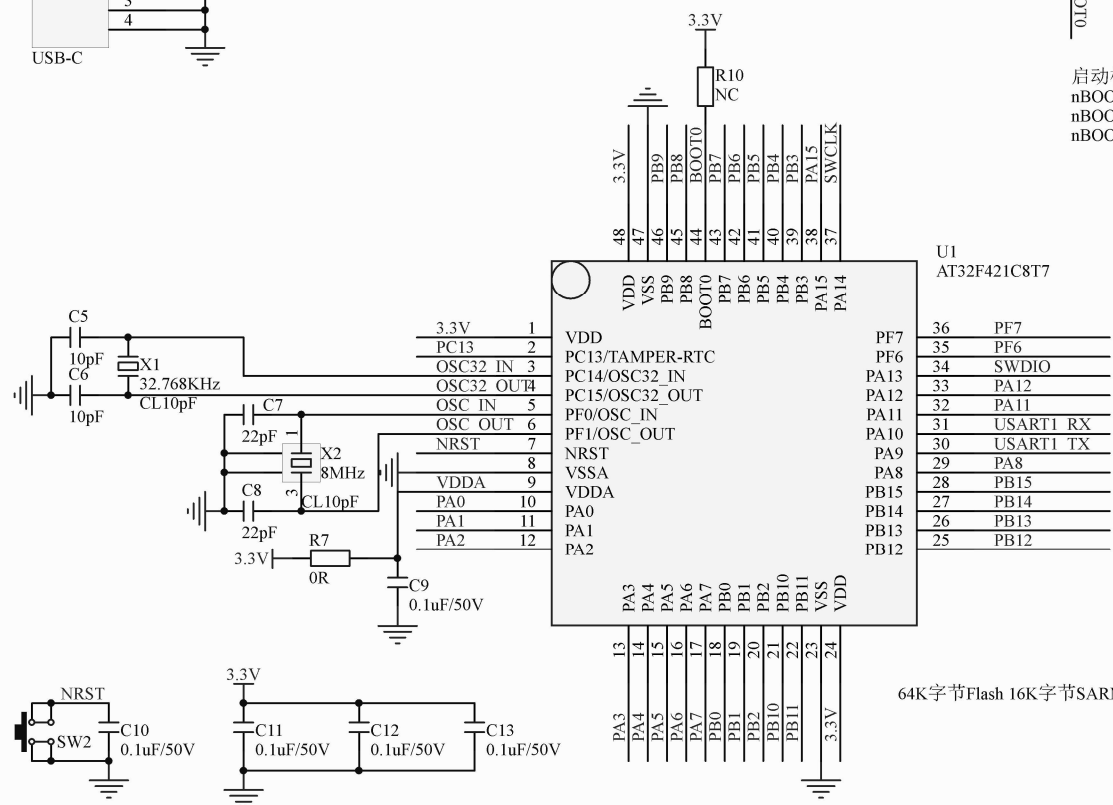 3
4
USB-C
3.3V
R10
NC
OT0
nBOO
nBOO
nBOO
3.3V
PB9
PB8
BOOT0
PB7
PB6
PB5
PB4
PB3
PA15
SWCLK
48
47
46
45
44
43
42
41
40
39
38
37
VDD
VSS
PB9
PB8
BOOT0
PB7
PB6
PB5
PB4
PB3
PA15
PA14
U1
AT32F421C8T7
3.3V 1 VDD
PC13 2 PC13/TAMPER-RTC
OSC32_IN 3 PC14/OSC32_IN
OSC32_OUT 4 PC15/OSC32_OUT
OSC_IN 5 PF0/OSC_IN
OSC_OUT 6 PF1/OSC_OUT
NRST 7 NRST
8 VSSA
VDDA 9 VDDA
PA0 10 PA0
PA1 11 PA1
PA2 12 PA2
PF7 36 PF7
PF6 35 PF6
PA13 34 SWDIO
PA12 33 PA12
PA11 32 PA11
PA10 31 USART1_RX
PA9 30 USART1_TX
PA8 29 PA8
PB15 28 PB15
PB14 27 PB14
PB13 26 PB13
PB12 25 PB12
C5
10pF
C6
10pF
X1
32.768KHz
CL10pF
C7
22pF
1
X2
8MHz
3
CL10pF
C8
22pF
3.3V
R7
0R
C9
0.1uF/50V
PA3
PA4
PA5
PA6
PA7
PB0
PB1
PB2
PB10
PB11
VSS
VDD
13
14
15
16
17
18
19
20
21
22
23
24
PA3
PA4
PA5
PA6
PA7
PB0
PB1
PB2
PB10
PB11
3.3V
NRST
SW2
C10
0.1uF/50V
3.3V
C11
0.1uF/50V
C12
0.1uF/50V
C13
0.1uF/50V
64K字节Flash 16K字节SAR